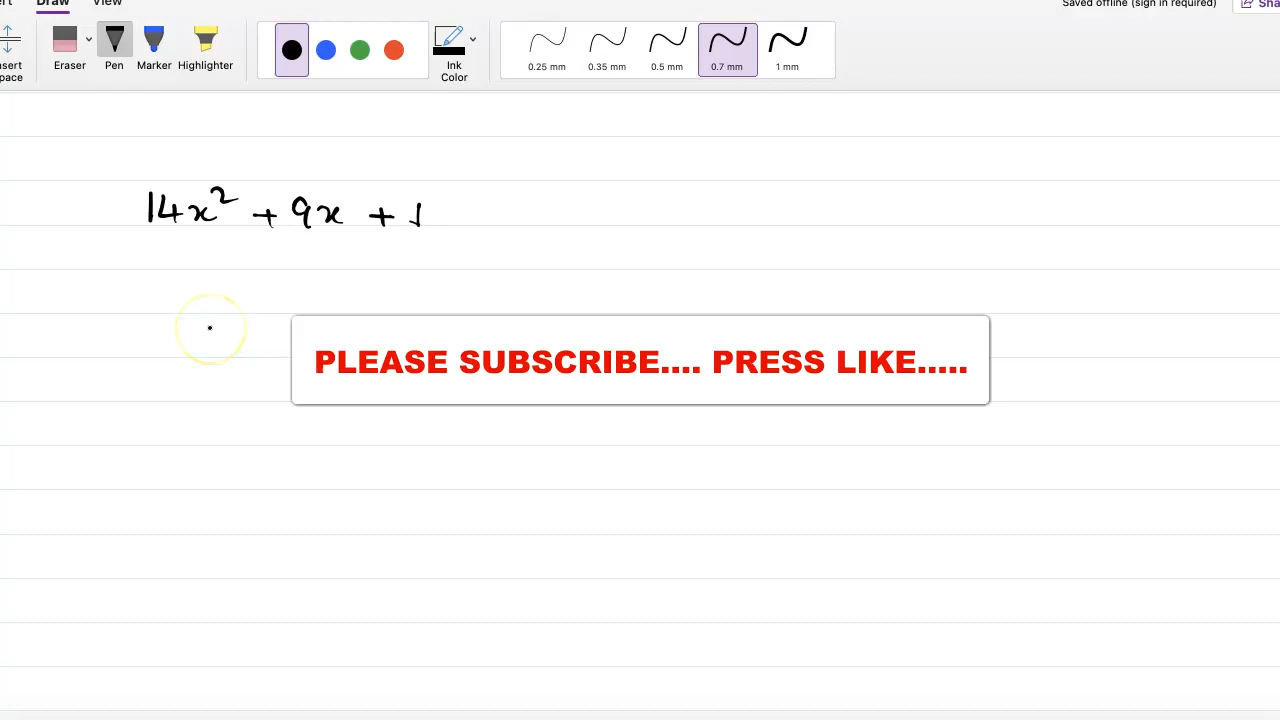 Draw View
Saved offline (sign in required)
Eraser Pen Marker Highlighter Ink Color 0.25 mm 0.35 mm 0.5 mm 0.7 mm 1 mm
14x² + 9x + 1
PLEASE SUBSCRIBE.... PRESS LIKE.....